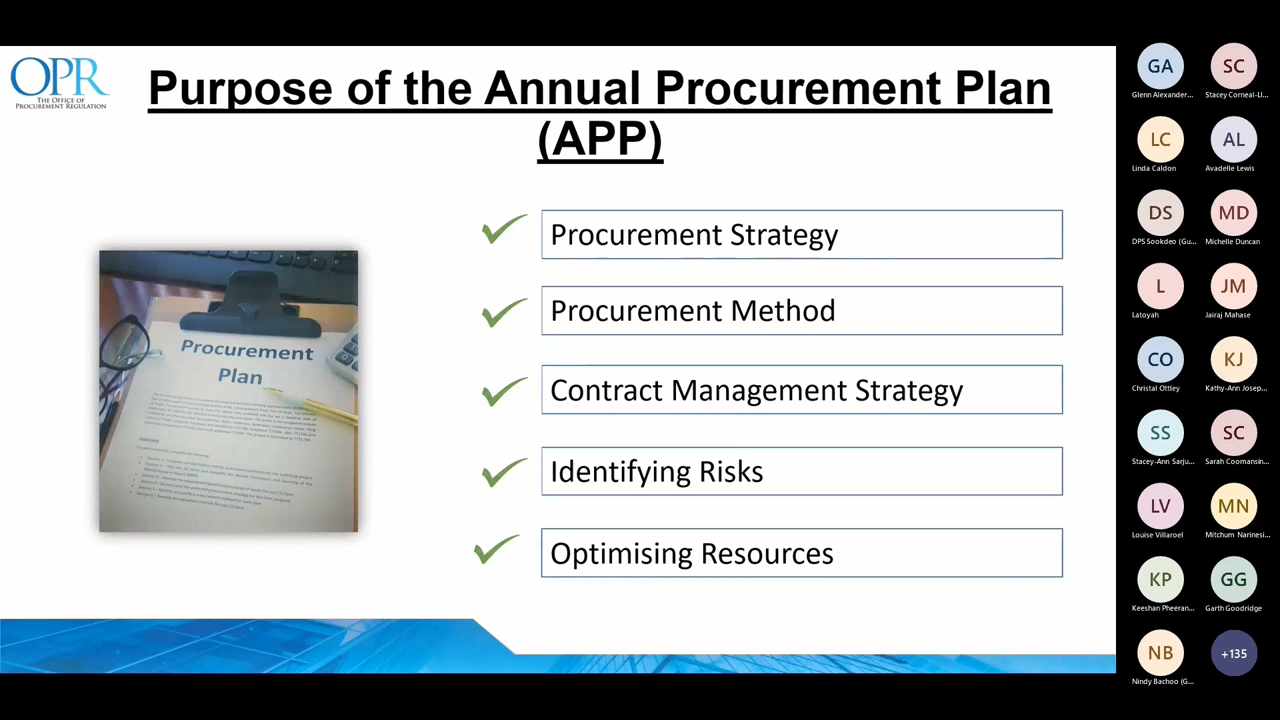 OPR
THE OFFICE OF
PROCUREMENT REGULATION
Purpose of the Annual Procurement Plan
(APP)
Procurement
Plan
Procurement Strategy
Procurement Method
Contract Management Strategy
Identifying Risks
Optimising Resources
GA
Glenn Alexander...
SC
Stacey Corneal-Ll...
LC
Linda Caldon
AL
Avadelle Lewis
DS
DPS Sookdeo (Gu...
MD
Michelle Duncan
L
Latoyah
JM
Jairaj Mahase
CO
Christal Ottley
KJ
Kathy-Ann Josep...
SS
Stacey-Ann Sarju...
SC
Sarah Coomansin...
LV
Louise Villaroel
MN
Mitchum Narinesi...
KP
Keeshan Pheeran...
GG
Garth Goodridge
NB
Nindy Bachoo (G...
+135